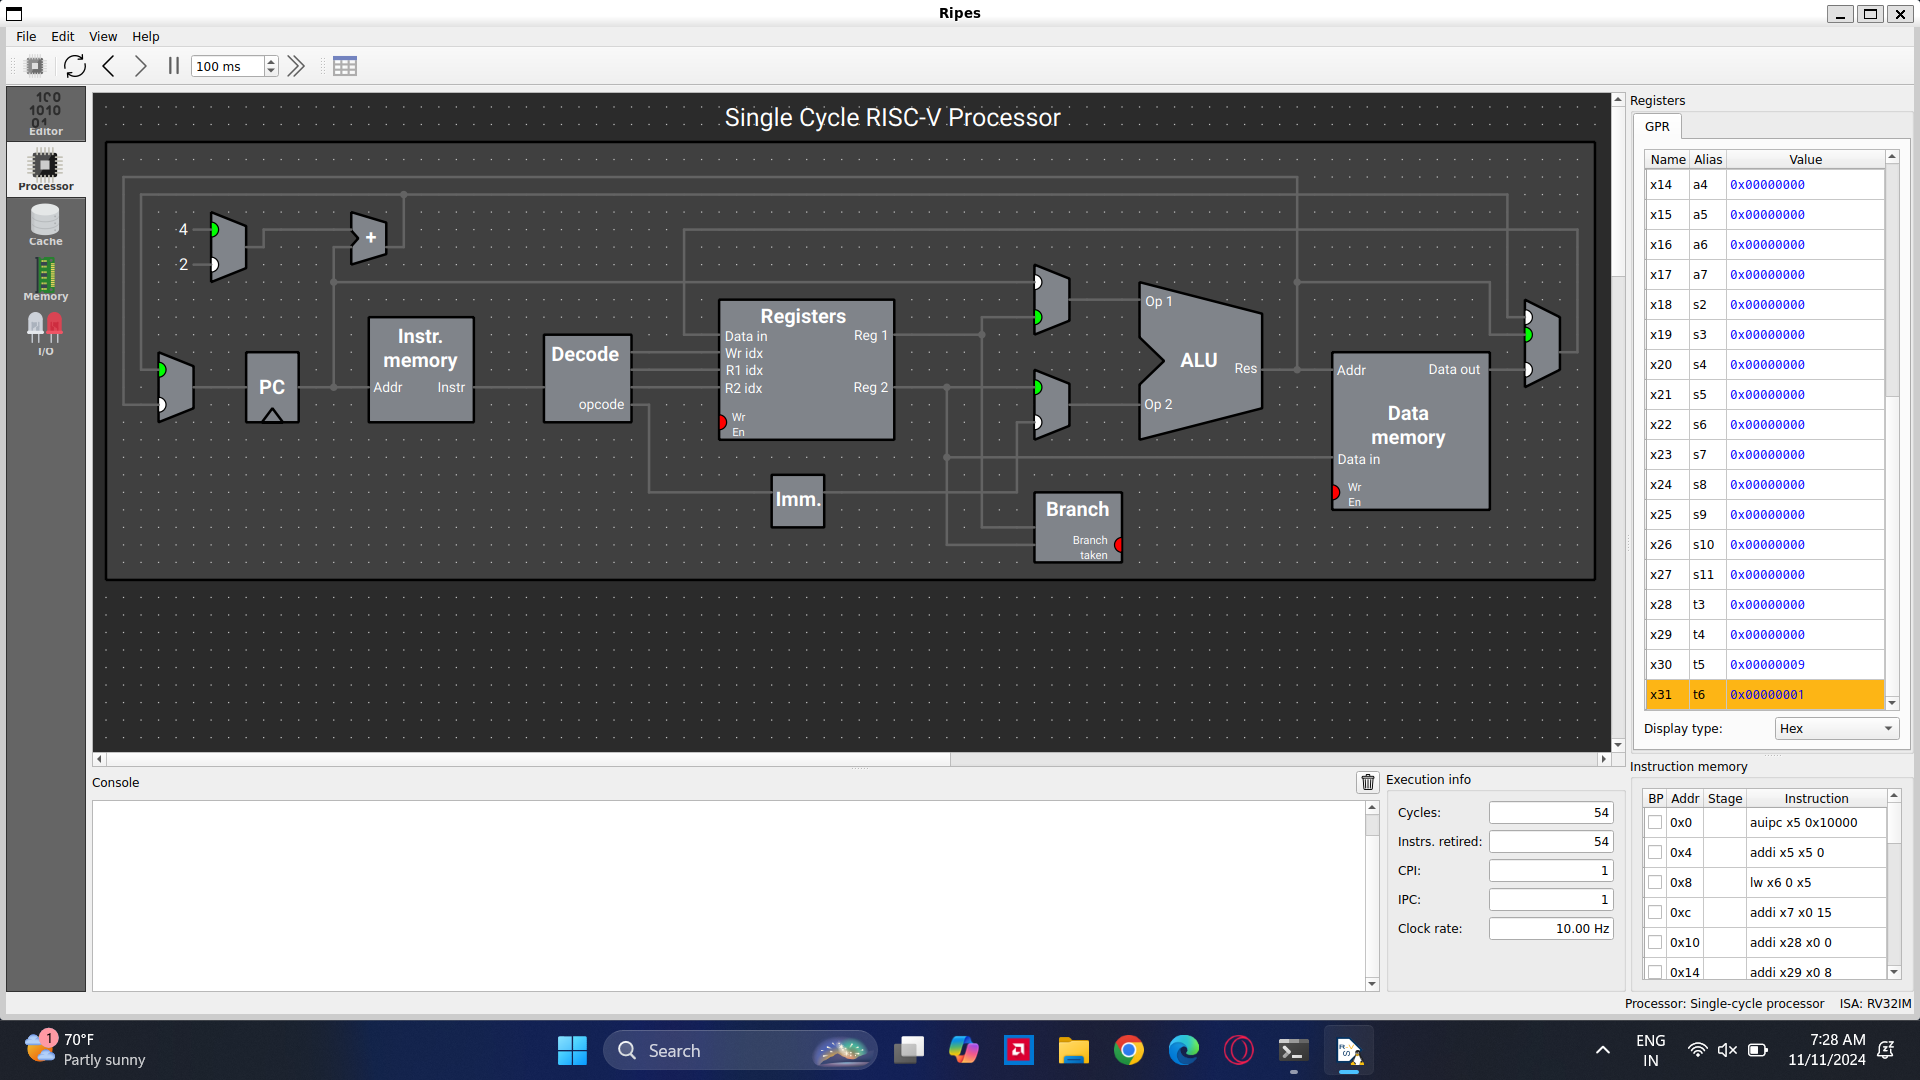 Ripes
File Edit View Help
100 ms
Editor
Processor
Cache
Memory
I/O
Single Cycle RISC-V Processor
4
2
+
PC
Instr. memory
Addr Instr
Decode
opcode
Registers
Data in
Wr idx
R1 idx
R2 idx
Wr En
Reg 1
Reg 2
Imm.
Op 1
Op 2
ALU
Res
Branch
Branch taken
Addr
Data out
Data memory
Data in
Wr En
Registers
GPR
Name Alias Value
x14 a4 0x00000000
x15 a5 0x00000000
x16 a6 0x00000000
x17 a7 0x00000000
x18 s2 0x00000000
x19 s3 0x00000000
x20 s4 0x00000000
x21 s5 0x00000000
x22 s6 0x00000000
x23 s7 0x00000000
x24 s8 0x00000000
x25 s9 0x00000000
x26 s10 0x00000000
x27 s11 0x00000000
x28 t3 0x00000000
x29 t4 0x00000000
x30 t5 0x00000009
x31 t6 0x00000001
Display type: Hex
Console
Execution info
Cycles: 54
Instrs. retired: 54
CPI: 1
IPC: 1
Clock rate: 10.00 Hz
Instruction memory
BP Addr Stage Instruction
0x0 auipc x5 0x10000
0x4 addi x5 x5 0
0x8 lw x6 0 x5
0xc addi x7 x0 15
0x10 addi x28 x0 0
0x14 addi x29 x0 8
Processor: Single-cycle processor ISA: RV32IM
1
70°F
Partly sunny
Search
ENG
IN
7:28 AM
11/11/2024